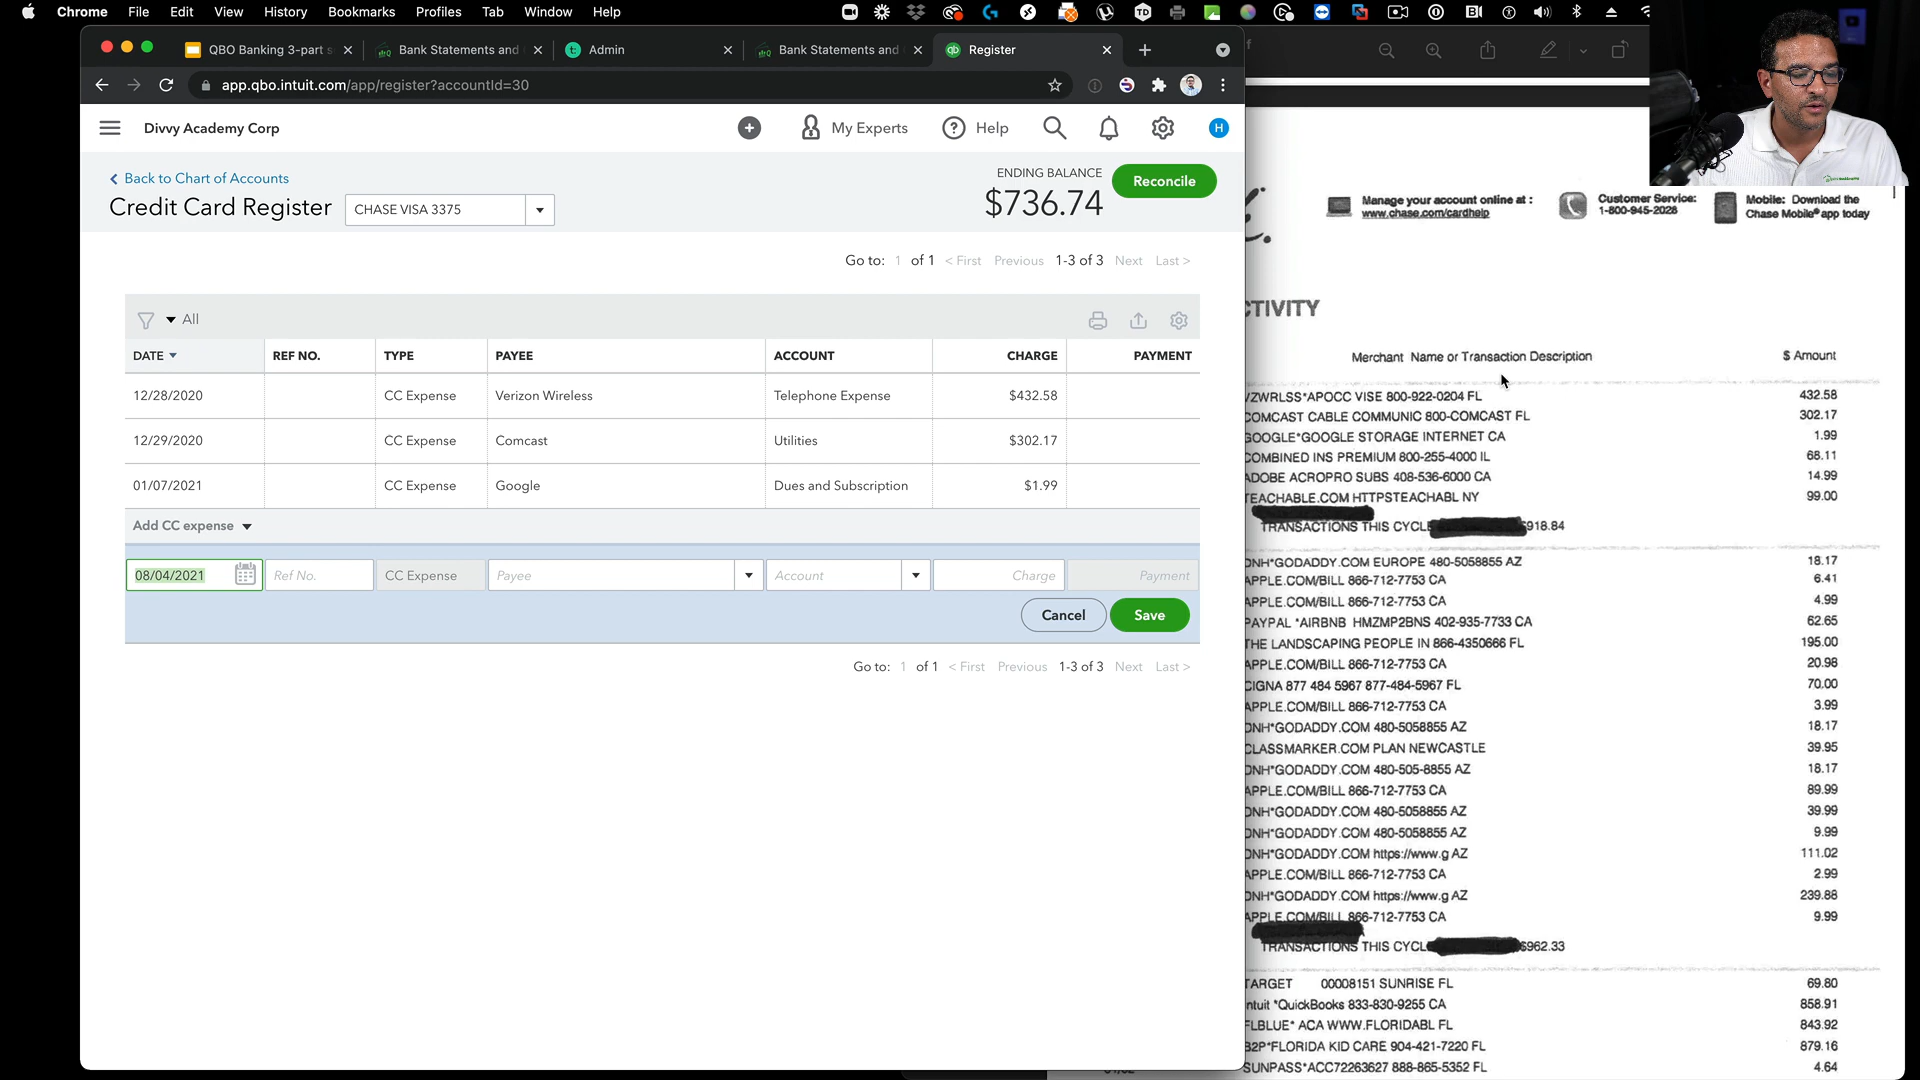 Chrome File Edit View History Bookmarks Profiles Tab Window Help
QBO Banking 3-part s
Bank Statements and
Admin
Bank Statements and
Register
app.qbo.intuit.com/app/register?accountId=30
Divvy Academy Corp
My Experts
Help
H
Back to Chart of Accounts
Credit Card Register
CHASE VISA 3375
ENDING BALANCE
$736.74
Reconcile
Go to: 1 of 1 < First Previous 1-3 of 3 Next Last >
All
DATE REF NO. TYPE PAYEE ACCOUNT CHARGE PAYMENT
12/28/2020 CC Expense Verizon Wireless Telephone Expense $432.58
12/29/2020 CC Expense Comcast Utilities $302.17
01/07/2021 CC Expense Google Dues and Subscription $1.99
Add CC expense
08/04/2021 Ref No. CC Expense Payee Account Charge Payment
Cancel Save
Go to: 1 of 1 < First Previous 1-3 of 3 Next Last >
Manage your account online at :
www.chase.com/cardhelp
Customer Service:
1-800-945-2028
Mobile: Download the
Chase Mobile® app today
CTIVITY
Merchant Name or Transaction Description $ Amount
VZWRLSS*APOCC VISE 800-922-0204 FL 432.58
COMCAST CABLE COMMUNIC 800-COMCAST FL 302.17
GOOGLE*GOOGLE STORAGE INTERNET CA 1.99
COMBINED INS PREMIUM 800-255-4000 IL 68.11
ADOBE ACROPRO SUBS 408-536-6000 CA 14.99
TEACHABLE.COM HTTPSTEACHABL NY 99.00
TRANSACTIONS THIS CYCL $918.84
DNH*GODADDY.COM EUROPE 480-5058855 AZ 18.17
APPLE.COM/BILL 866-712-7753 CA 6.41
APPLE.COM/BILL 866-712-7753 CA 4.99
PAYPAL *AIRBNB HMZMP2BNS 402-935-7733 CA 62.65
THE LANDSCAPING PEOPLE IN 866-4350666 FL 195.00
APPLE.COM/BILL 866-712-7753 CA 20.98
CIGNA 877 484 5967 877-484-5967 FL 70.00
APPLE.COM/BILL 866-712-7753 CA 3.99
DNH*GODADDY.COM 480-5058855 AZ 18.17
CLASSMARKER.COM PLAN NEWCASTLE 39.95
DNH*GODADDY.COM 480-505-8855 AZ 18.17
APPLE.COM/BILL 866-712-7753 CA 89.99
DNH*GODADDY.COM 480-5058855 AZ 39.99
DNH*GODADDY.COM 480-5058855 AZ 9.99
DNH*GODADDY.COM https://www.g AZ 111.02
APPLE.COM/BILL 866-712-7753 CA 2.99
DNH*GODADDY.COM https://www.g AZ 239.88
APPLE.COM/BILL 866-712-7753 CA 9.99
TRANSACTIONS THIS CYCL $962.33
TARGET 00008151 SUNRISE FL 69.80
Intuit *QuickBooks 833-830-9255 CA 858.91
FLBLUE* ACA WWW.FLORIDABL FL 843.92
B2P*FLORIDA KID CARE 904-421-7220 FL 879.16
SUNPASS*ACC72263627 888-865-5352 FL 4.64